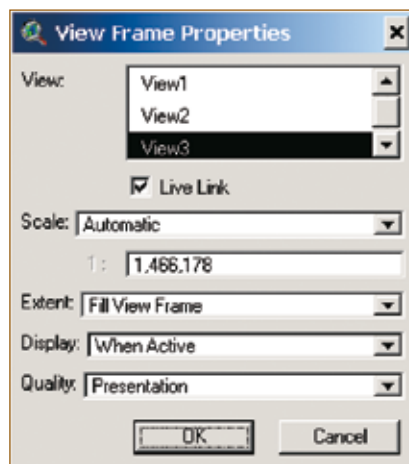 View Frame Properties
View:
View1
View2
View3
Live Link
Scale: Automatic
1: 1,466,178
Extent: Fill View Frame
Display: When Active
Quality: Presentation
OK Cancel